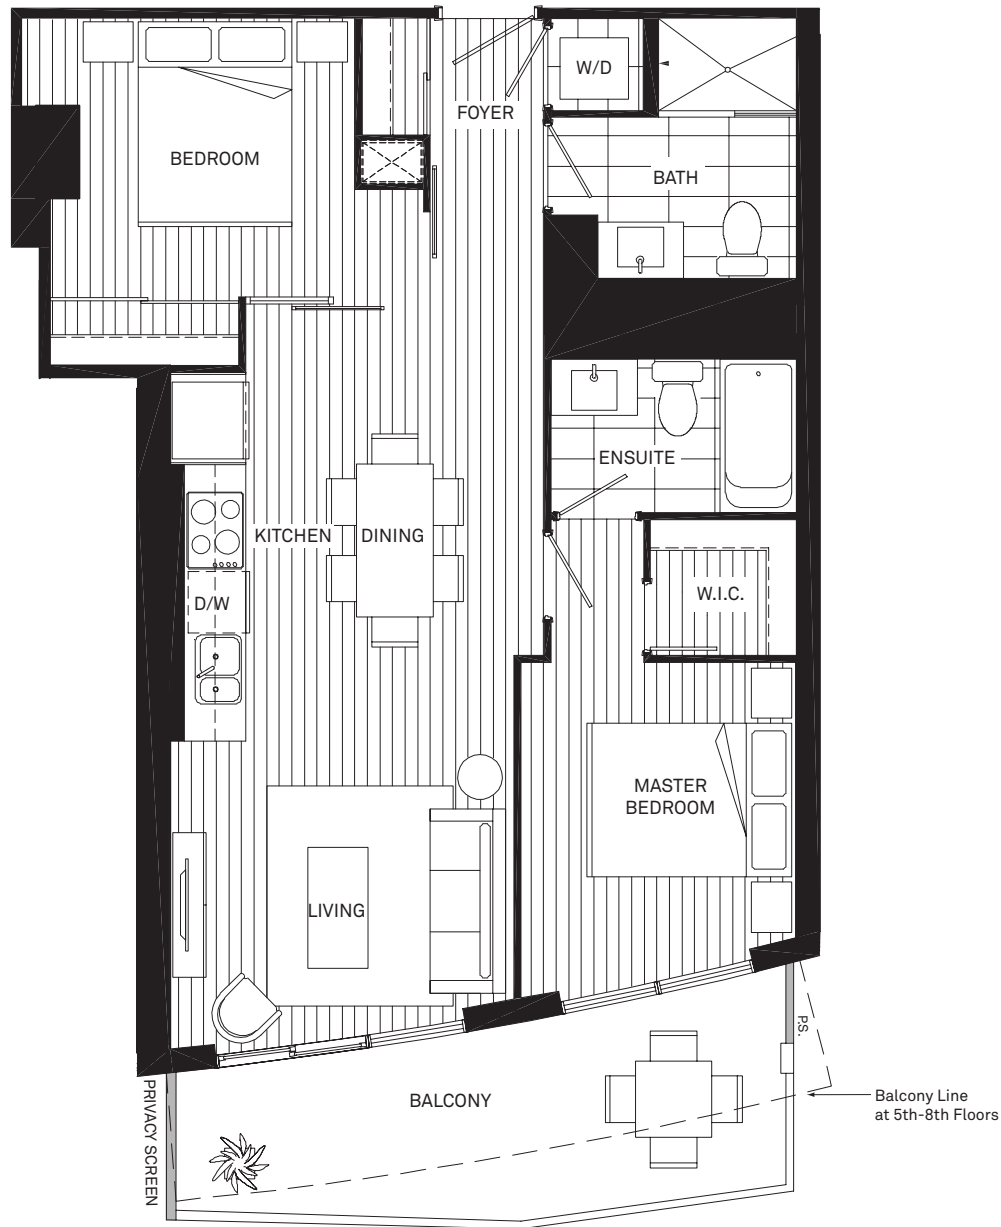 W/D
FOYER
BEDROOM
BATH
ENSUITE
KITCHEN
DINING
D/W
W.I.C.
MASTER
BEDROOM
LIVING
P.S.
BALCONY
Balcony Line
at 5th-8th Floors
PRIVACY SCREEN